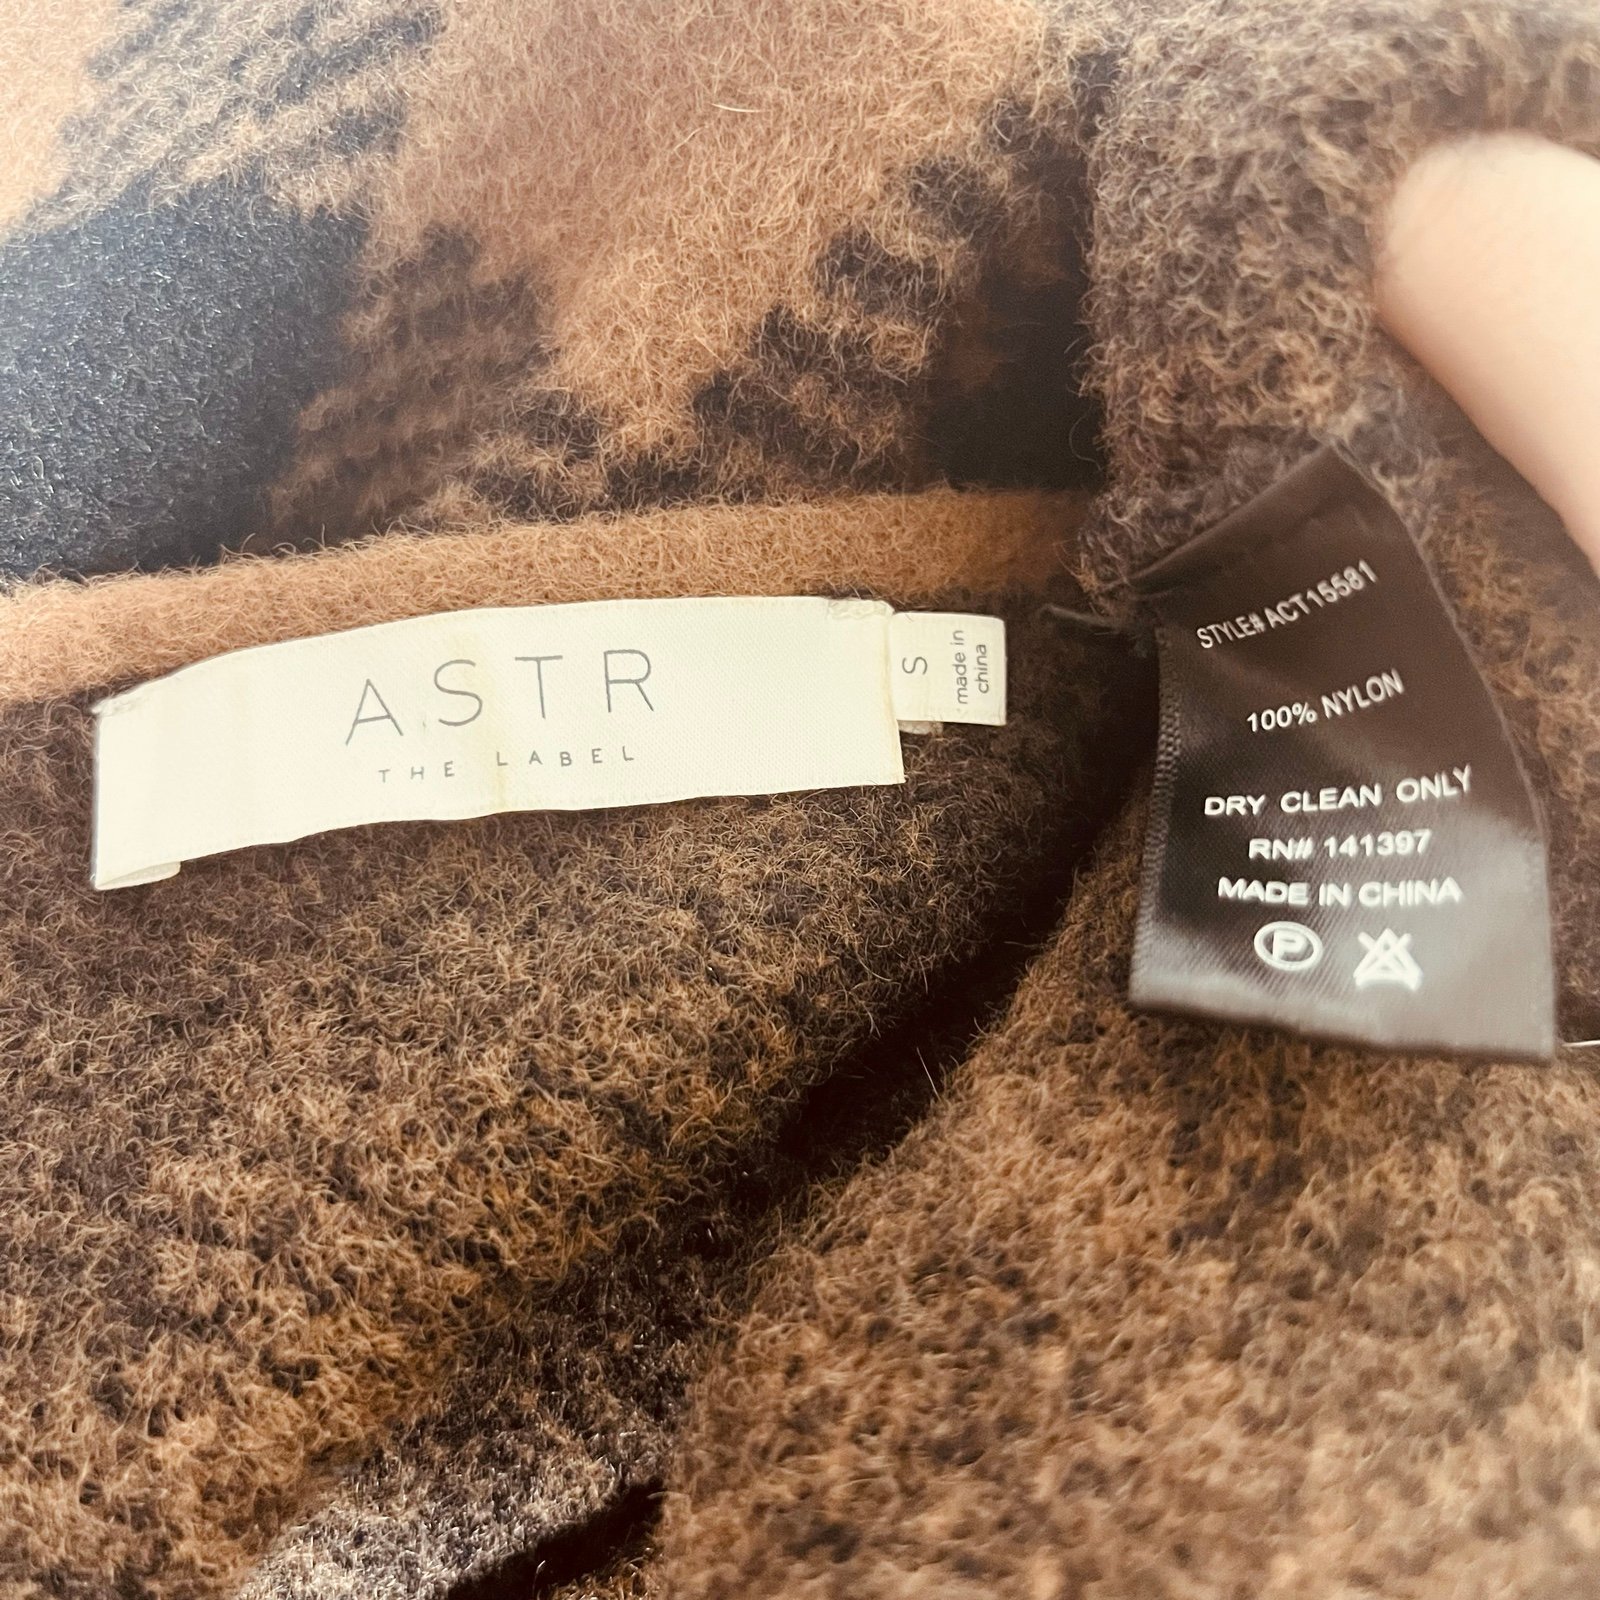 ASTR
THE LABEL
S
made in
china
STYLE# ACT15581
100% NYLON
DRY CLEAN ONLY
RN# 141397
MADE IN CHINA
P